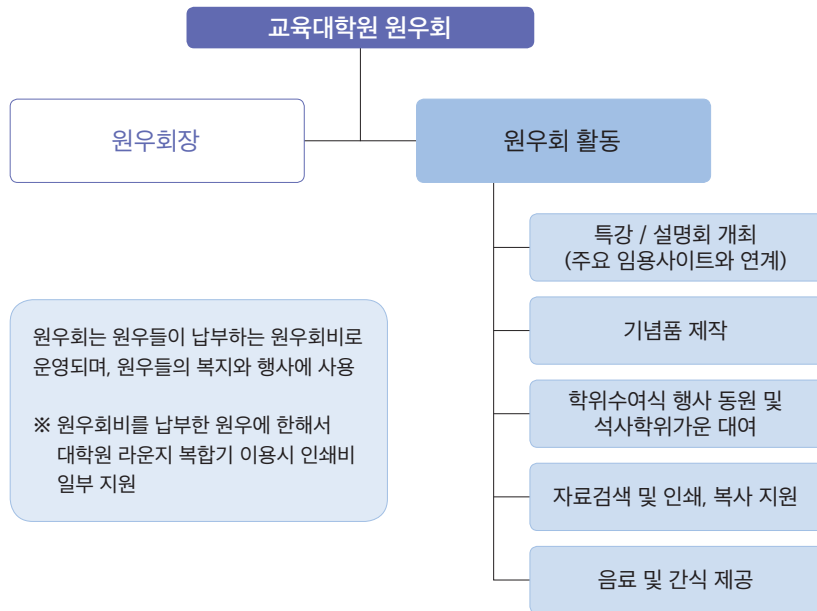 교육대학원 원우회
원우회장
원우회 활동
특강 / 설명회 개최
(주요 임용사이트와 연계)
기념품 제작
학위수여식 행사 동원 및
석사학위가운 대여
자료검색 및 인쇄, 복사 지원
음료 및 간식 제공
원우회는 원우들이 납부하는 원우회비로
운영되며, 원우들의 복지와 행사에 사용
※ 원우회비를 납부한 원우에 한해서
대학원 라운지 복합기 이용시 인쇄비
일부 지원